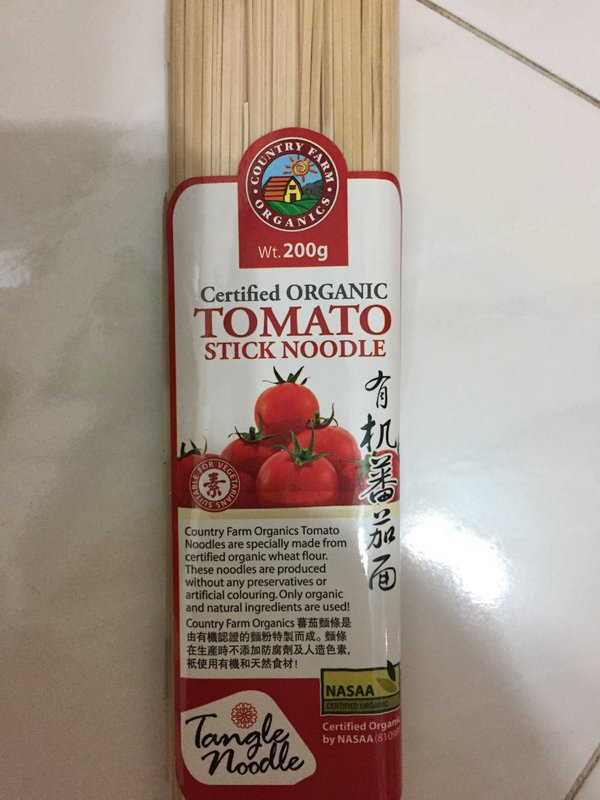 COUNTRY FARM
ORGANICS
Wt. 200g
Certified ORGANIC
TOMATO
STICK NOODLE
有机蕃茄面
SUITABLE FOR VEGETARIANS
素
Country Farm Organics Tomato
Noodles are specially made from
certified organic wheat flour.
These noodles are produced
without any preservatives or
artificial colouring. Only organic
and natural ingredients are used!
Country Farm Organics 蕃茄麵條是
由有機認證的麵粉特製而成。麵條
在生產時不添加防腐劑及人造色素,
衹使用有機和天然食材!
NASAA
CERTIFIED ORGANIC
Certified Organic
by NASAA
Tangle
Noodle